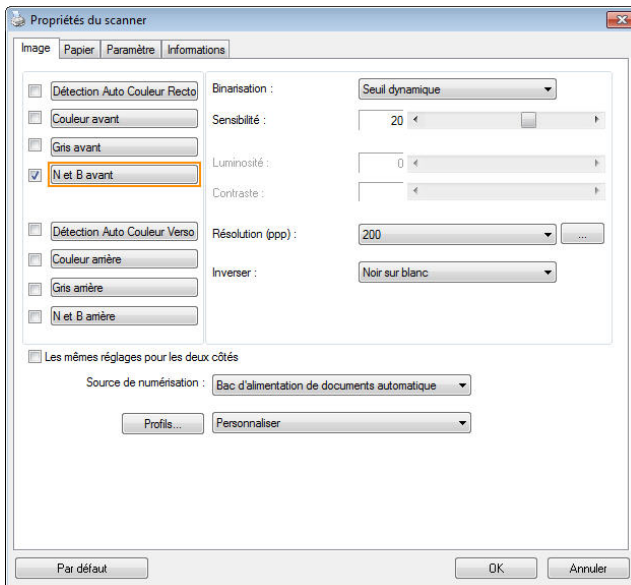 Propriétés du scanner
Image Papier Paramètre Informations
Détection Auto Couleur Recto
Couleur avant
Gris avant
N et B avant
Détection Auto Couleur Verso
Couleur arrière
Gris arrière
N et B arrière
Binarisation : Seuil dynamique
Sensibilité : 20
Luminosité : 0
Contraste :
Résolution (ppp) : 200 ...
Inverser : Noir sur blanc
Les mêmes réglages pour les deux côtés
Source de numérisation : Bac d'alimentation de documents automatique
Profils... Personnaliser
Par défaut OK Annuler